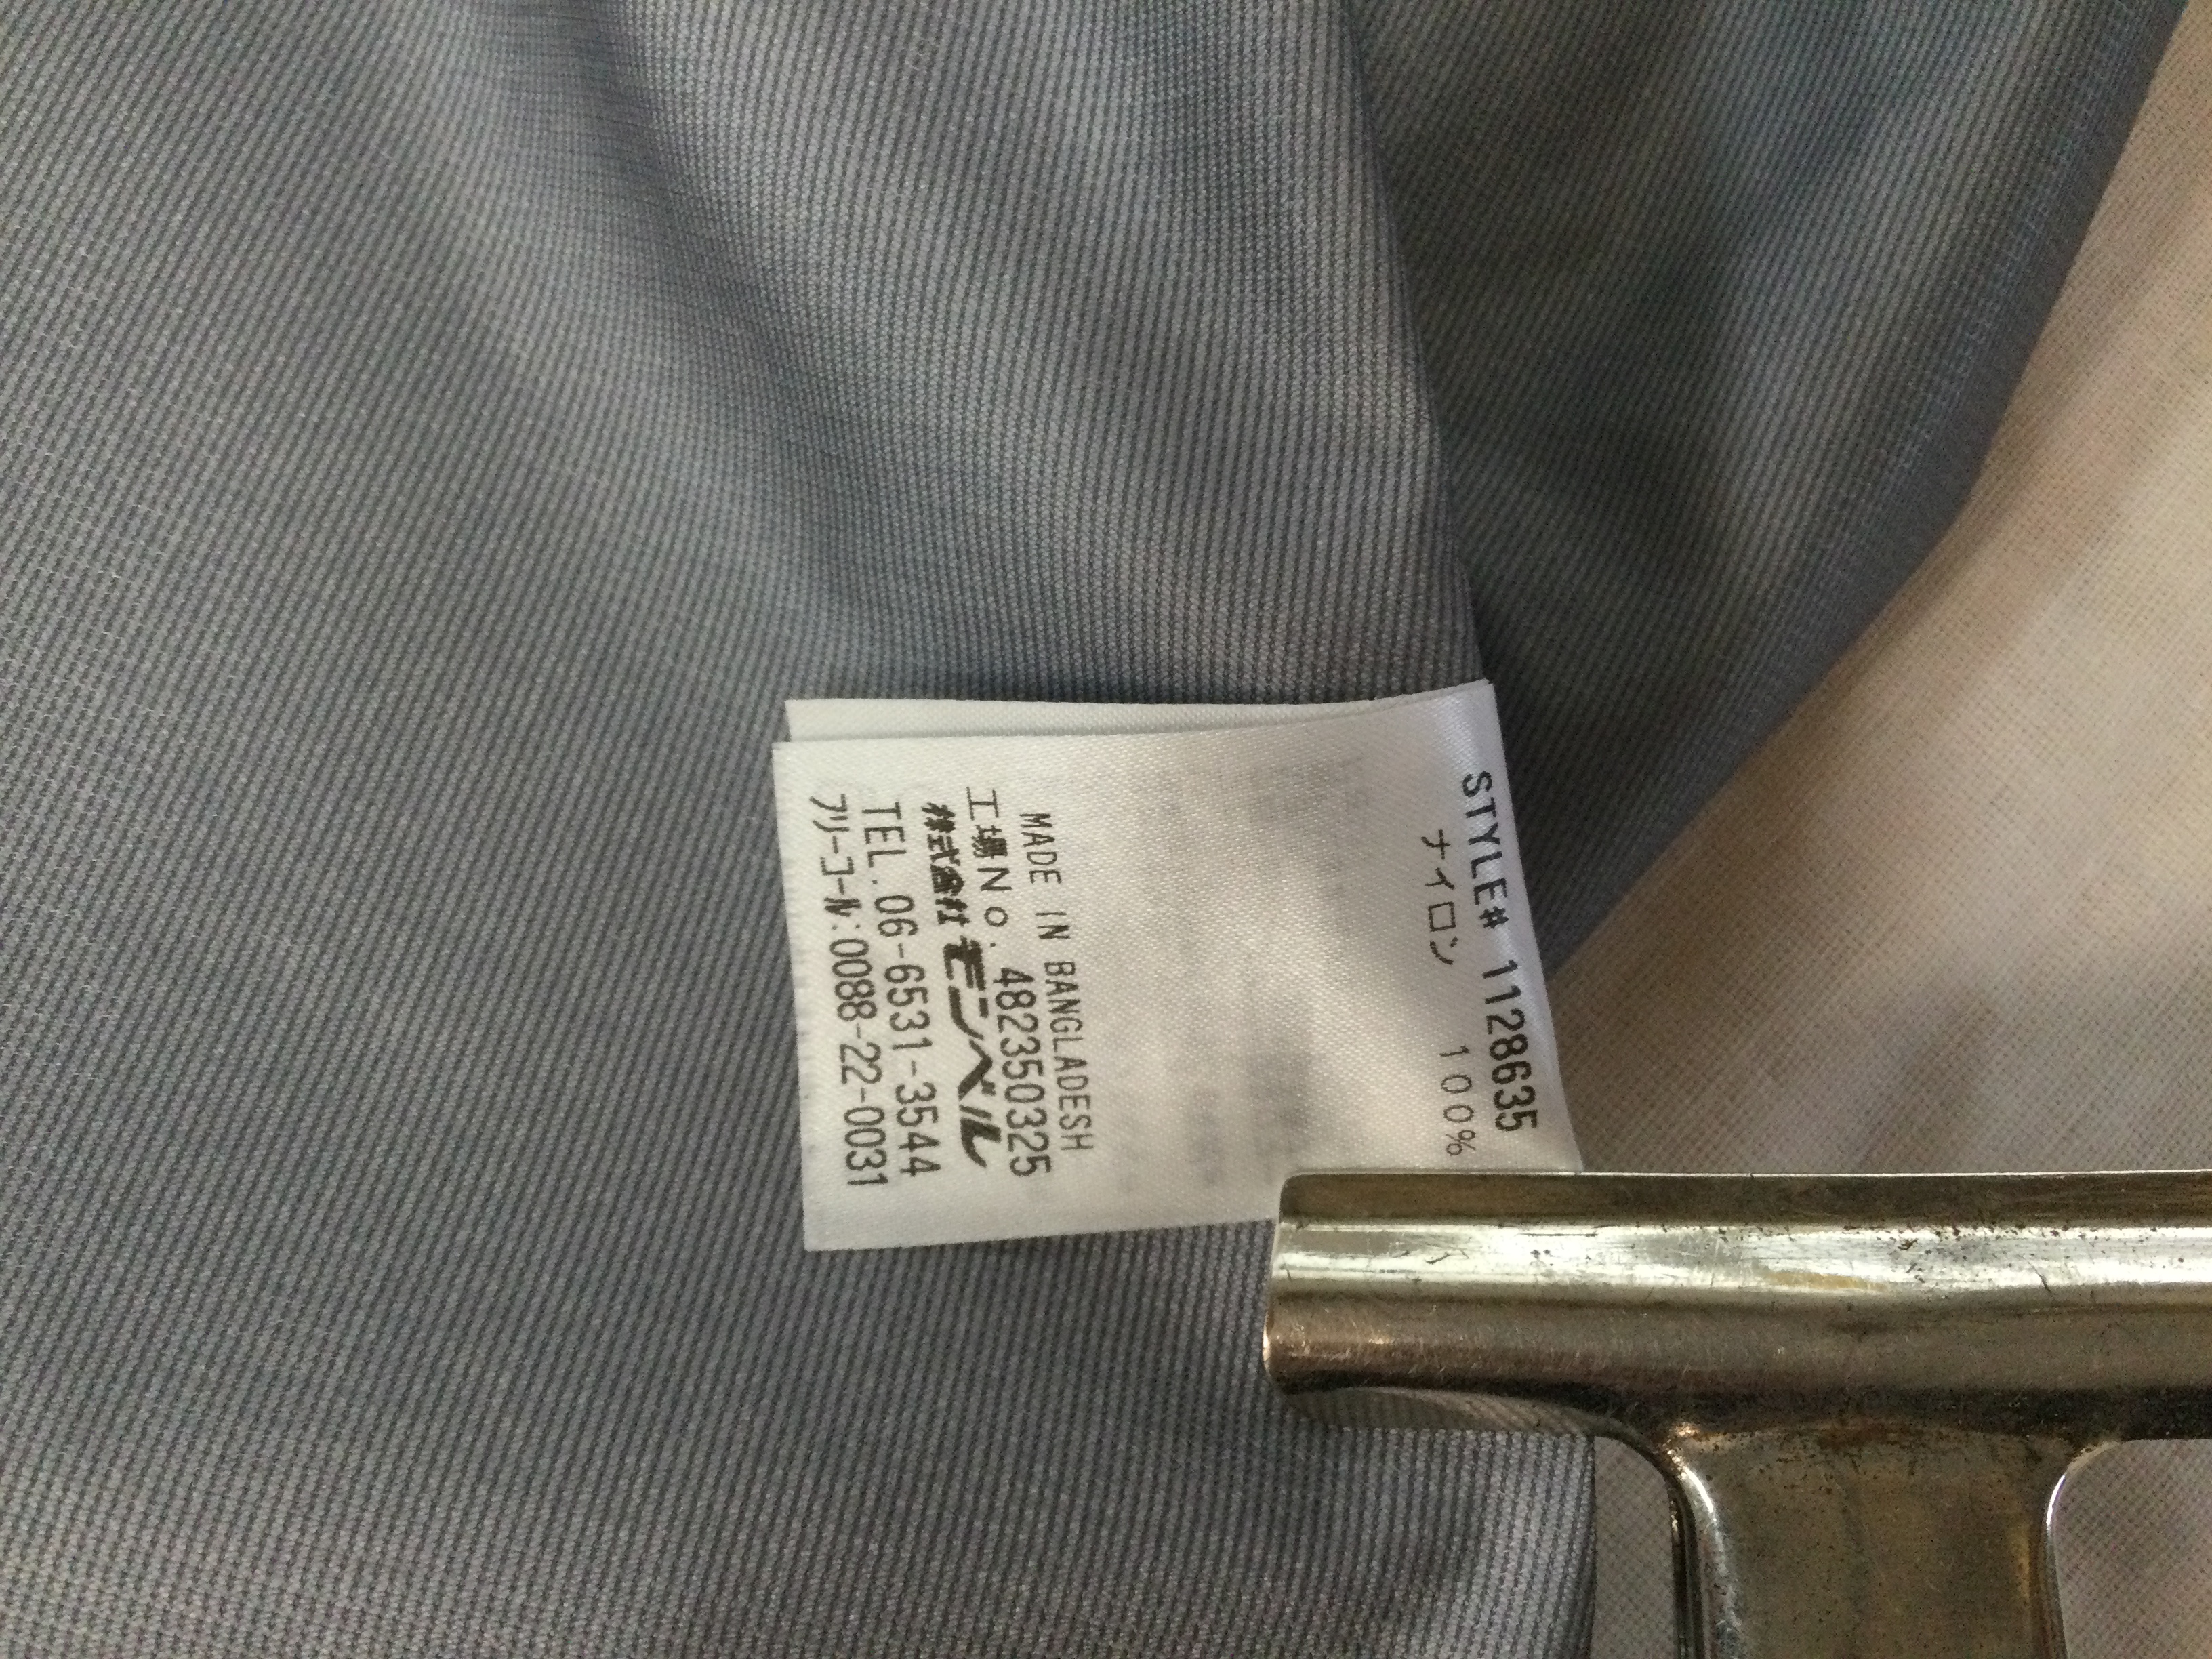 STYLE# 1128635
ナイロン 100%
MADE IN BANGLADESH
工場No. 482350325
株式会社モンベル
TEL.06-6531-3544
フリーコール:0088-22-0031